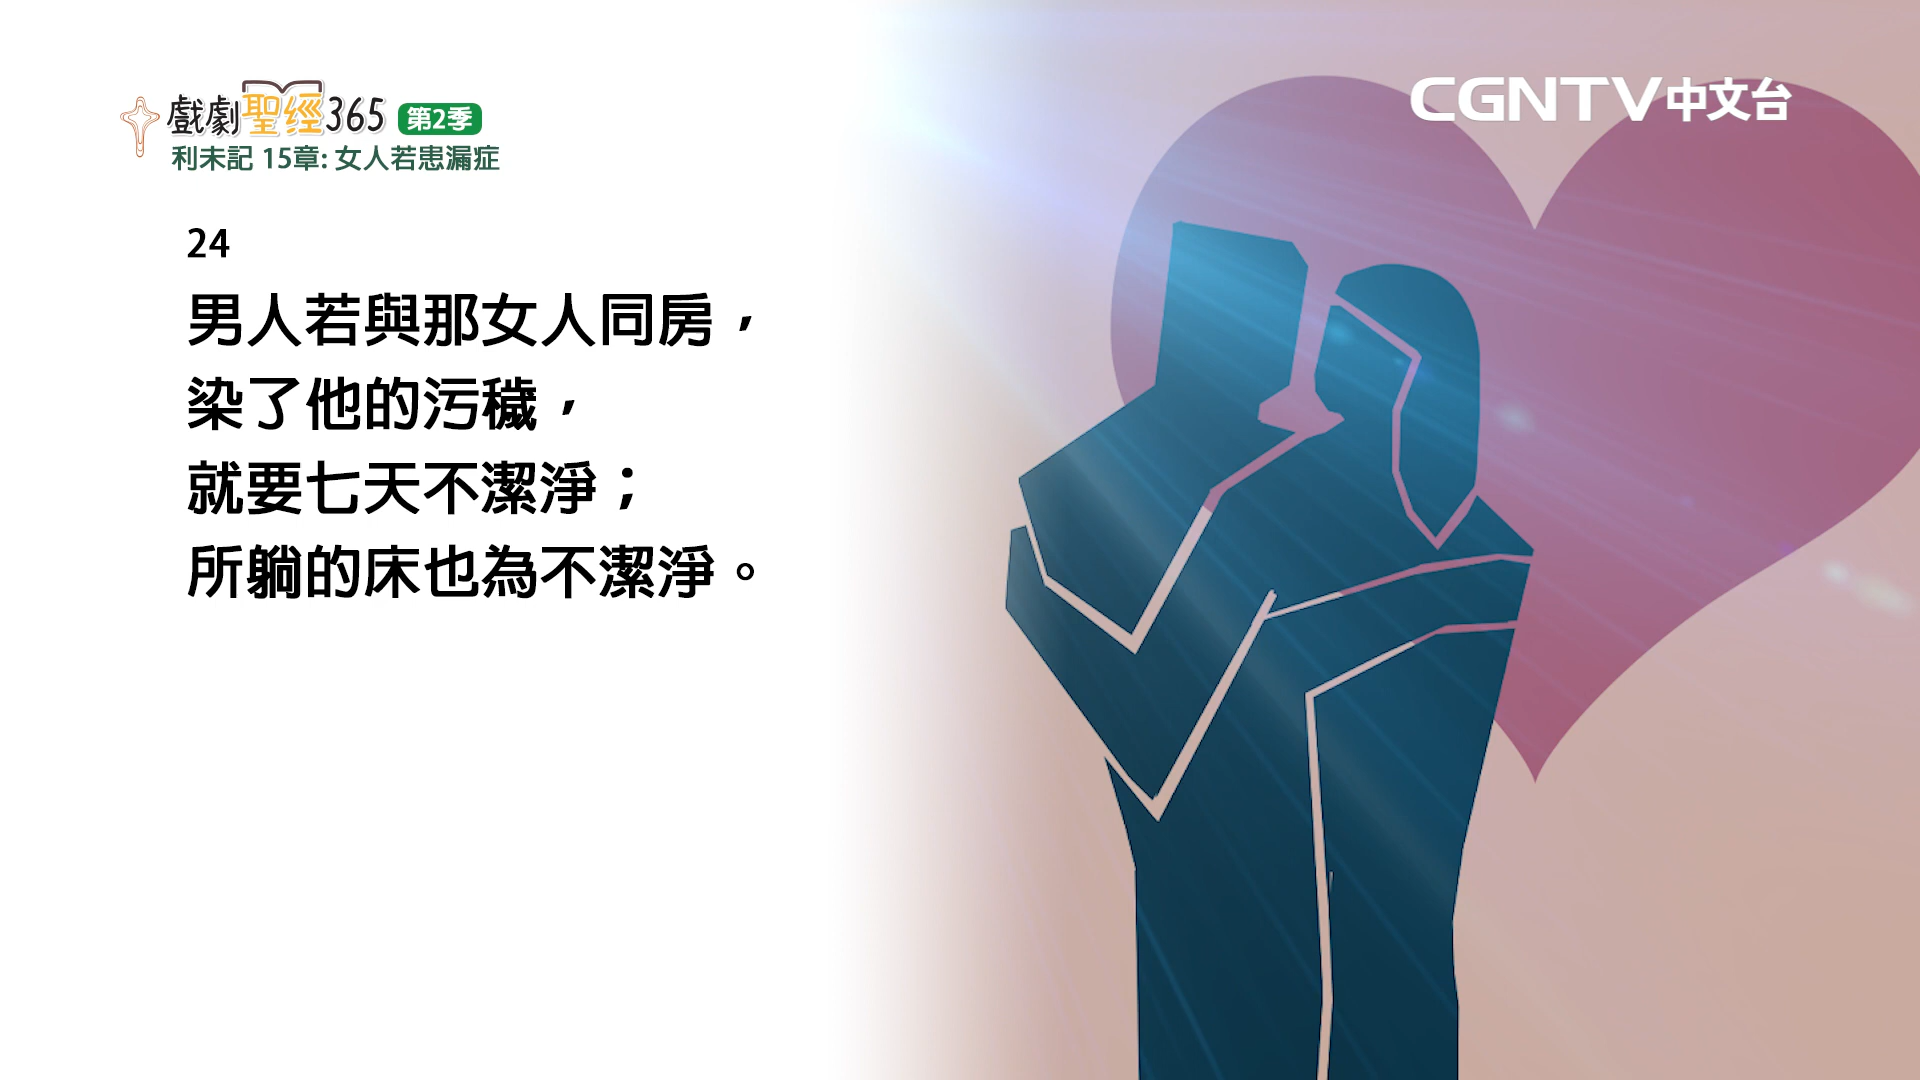 戲劇聖經365 第2季
利未記 15章: 女人若患漏症
CGNTV中文台
24
男人若與那女人同房，
染了他的污穢，
就要七天不潔淨；
所躺的床也為不潔淨。